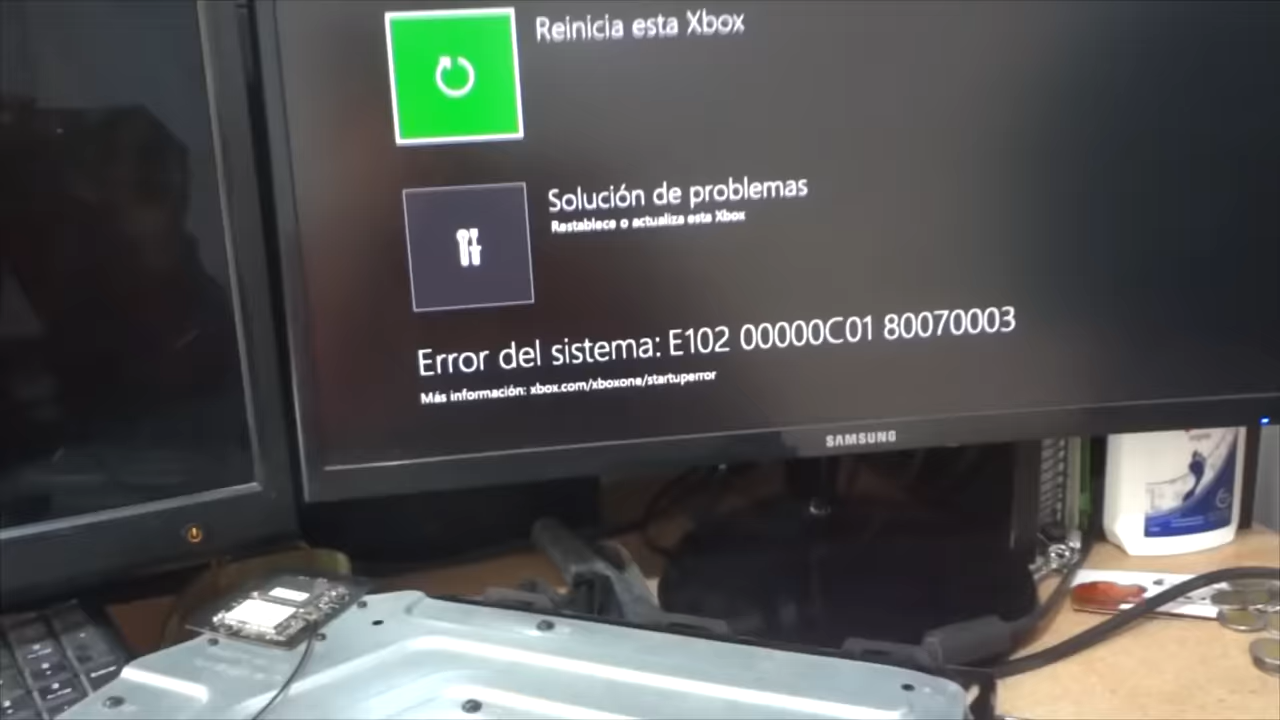 Reinicia esta Xbox
Solución de problemas
Restablece o actualiza esta Xbox
Error del sistema: E102 00000C01 80070003
Más información: xbox.com/xboxone/startuperror
SAMSUNG